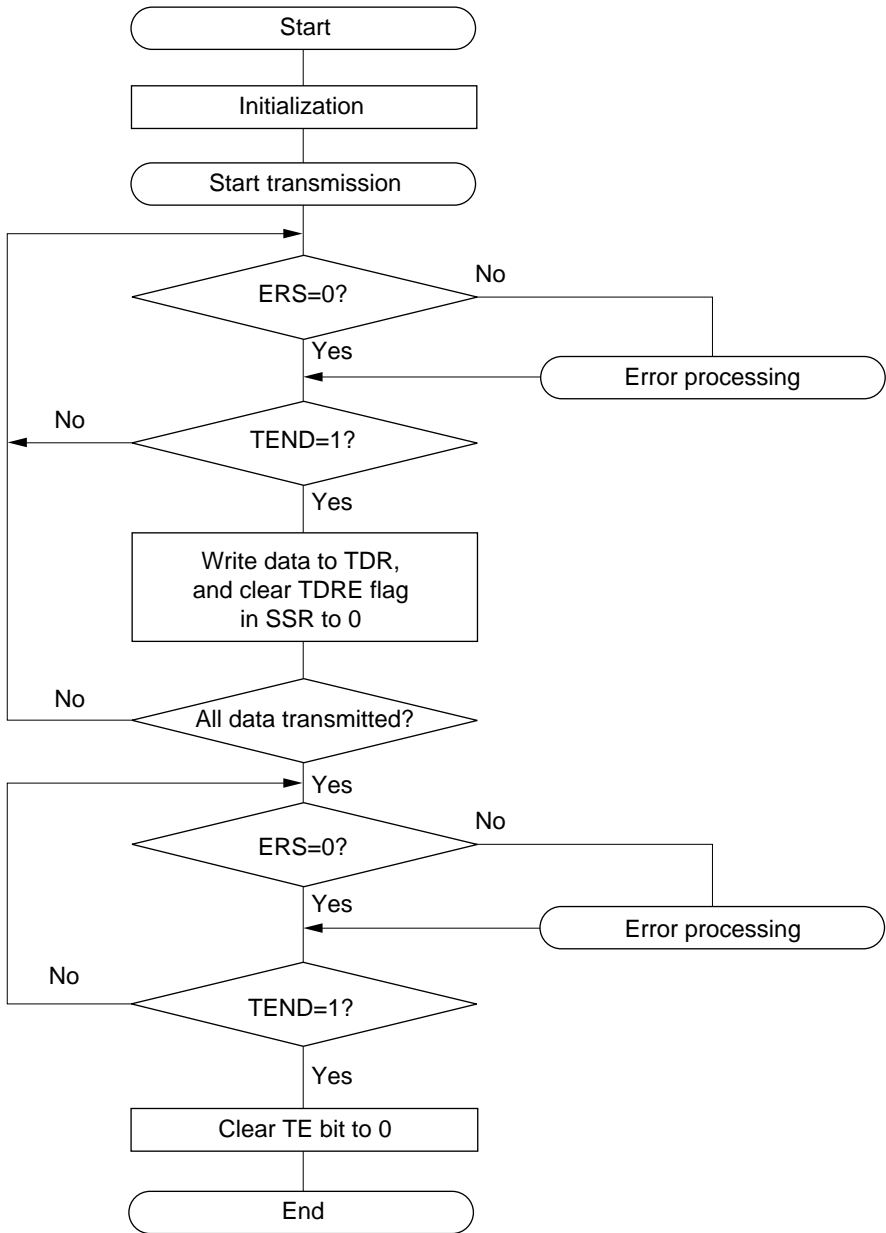 Start
Initialization
Start transmission
ERS=0?
No
Yes
Error processing
TEND=1?
No
Yes
Write data to TDR,
and clear TDRE flag
in SSR to 0
All data transmitted?
No
Yes
ERS=0?
No
Yes
Error processing
TEND=1?
No
Yes
Clear TE bit to 0
End